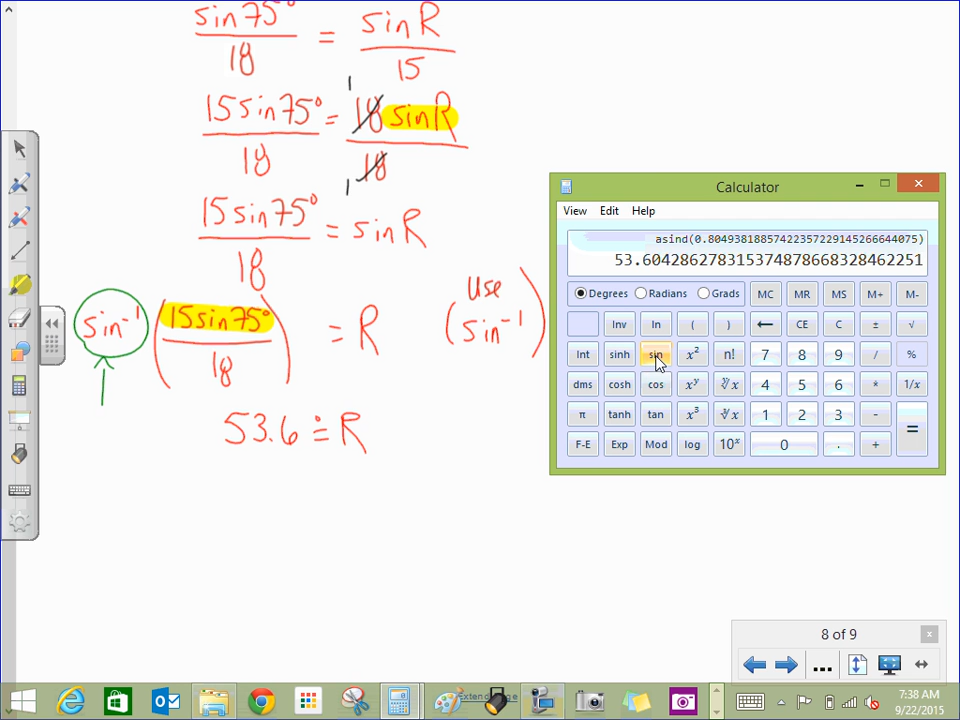 sin75° / 18 = sinR / 15
15sin75° / 18 = 18 sinR / 18
1
1
15sin75° / 18 = sinR
sin⁻¹ (15sin75° / 18) = R (use sin⁻¹)
53.6 ≐ R
Calculator
View Edit Help
asind(0.80493818857422357229145266644075)
53.604286278315374878668328462251
Degrees Radians Grads MC MR MS M+ M-
Inv ln ( ) ← CE C ± √
Int sinh sin x² n! 7 8 9 / %
dms cosh cos xʸ ʸ√x 4 5 6 * 1/x
π tanh tan x³ ³√x 1 2 3 - =
F-E Exp Mod log 10ˣ 0 . +
8 of 9
...
7:38 AM
9/22/2015